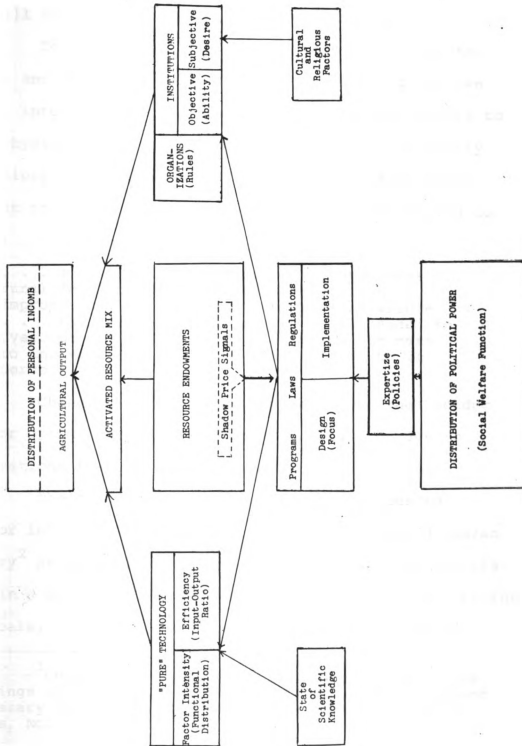 DISTRIBUTION OF PERSONAL INCOMB
AGRICULTURAL OUTPUT
ACTIVATED RESOURCE MIX
"PURE" TECHNOLOGY
Factor Intensity
(Functional
Distribution)
Efficiency
(Input-Output
Ratio)
State
of
Scientific
Knowledge
RESOURCE ENDOWMENTS
Shadow Price Signals
ORGAN-
IZATIONS
(Rules)
INSTITUTIONS
Objective
(Ability)
Subjective
(Desire)
Cultural
and
Religious
Factors
Programs Laws Regulations
Design
(Focus)
Implementation
Expertize
(Policies)
DISTRIBUTION OF POLITICAL POWER
(Social Welfare Function)